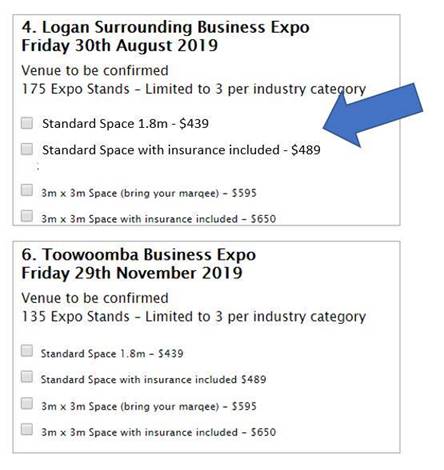 4. Logan Surrounding Business Expo
Friday 30th August 2019
Venue to be confirmed
175 Expo Stands - Limited to 3 per industry category
Standard Space 1.8m - $439
Standard Space with insurance included - $489
3m x 3m Space (bring your marqee) - $595
3m x 3m Space with insurance included - $650
6. Toowoomba Business Expo
Friday 29th November 2019
Venue to be confirmed
135 Expo Stands - Limited to 3 per industry category
Standard Space 1.8m - $439
Standard Space with insurance included $489
3m x 3m Space (bring your marqee) - $595
3m x 3m Space with insurance included - $650